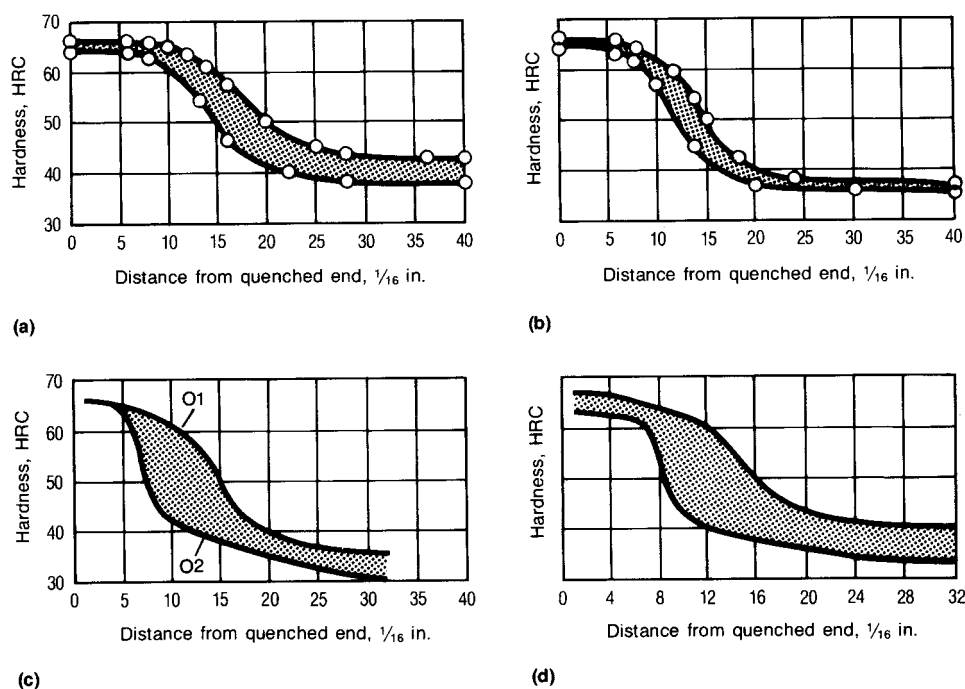 70
60
50
40
30
Hardness, HRC
0 5 10 15 20 25 30 35 40
Distance from quenched end, 1/16 in.
(a)
Hardness, HRC
0 5 10 15 20 25 30 35 40
Distance from quenched end, 1/16 in.
(b)
70
60
50
40
30
Hardness, HRC
O1
O2
0 5 10 15 20 25 30 35 40
Distance from quenched end, 1/16 in.
(c)
Hardness, HRC
0 4 8 12 16 20 24 28 32
Distance from quenched end, 1/16 in.
(d)